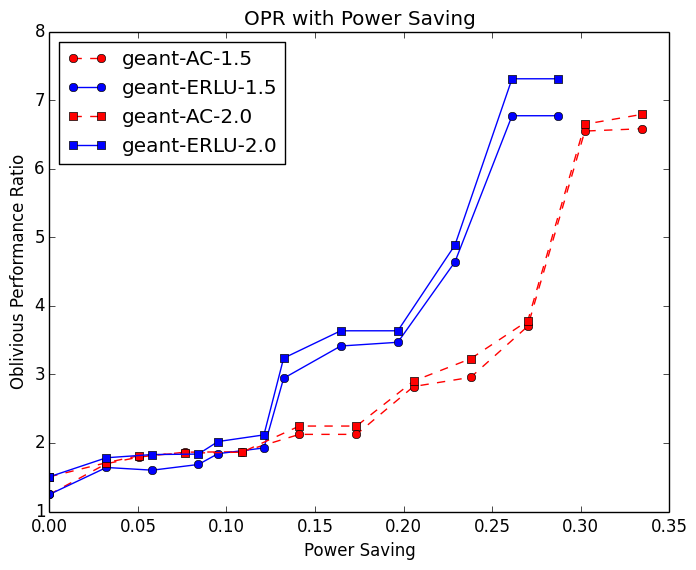 OPR with Power Saving
geant-AC-1.5
geant-ERLU-1.5
geant-AC-2.0
geant-ERLU-2.0
Oblivious Performance Ratio
8
7
6
5
4
3
2
1
0.00 0.05 0.10 0.15 0.20 0.25 0.30 0.35
Power Saving